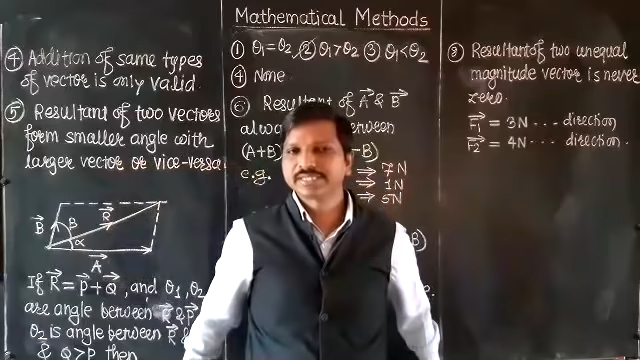 Mathematical Methods
④ Addition of same types
of vector is only valid.
⑤ Resultant of two vectors
form smaller angle with
larger vector or vice-versa.
B⃗
β
R⃗
α
A⃗
If R⃗ = P⃗ + Q⃗, and θ1, θ2
are angle between R⃗ & P⃗
θ2 is angle between R⃗ &
& Q > P then
① θ1 = θ2, ② θ1 > θ2 ③ θ1 < θ2
④ None
⑥ Resultant of A⃗ & B⃗
always between
(A+B) -B)
e.g. → 7N
→ 1N
→ 5N
B)
⑧ Resultant of two unequal
magnitude vector is never
zero.
F1⃗ = 3N ... direction
F2⃗ = 4N ... direction.